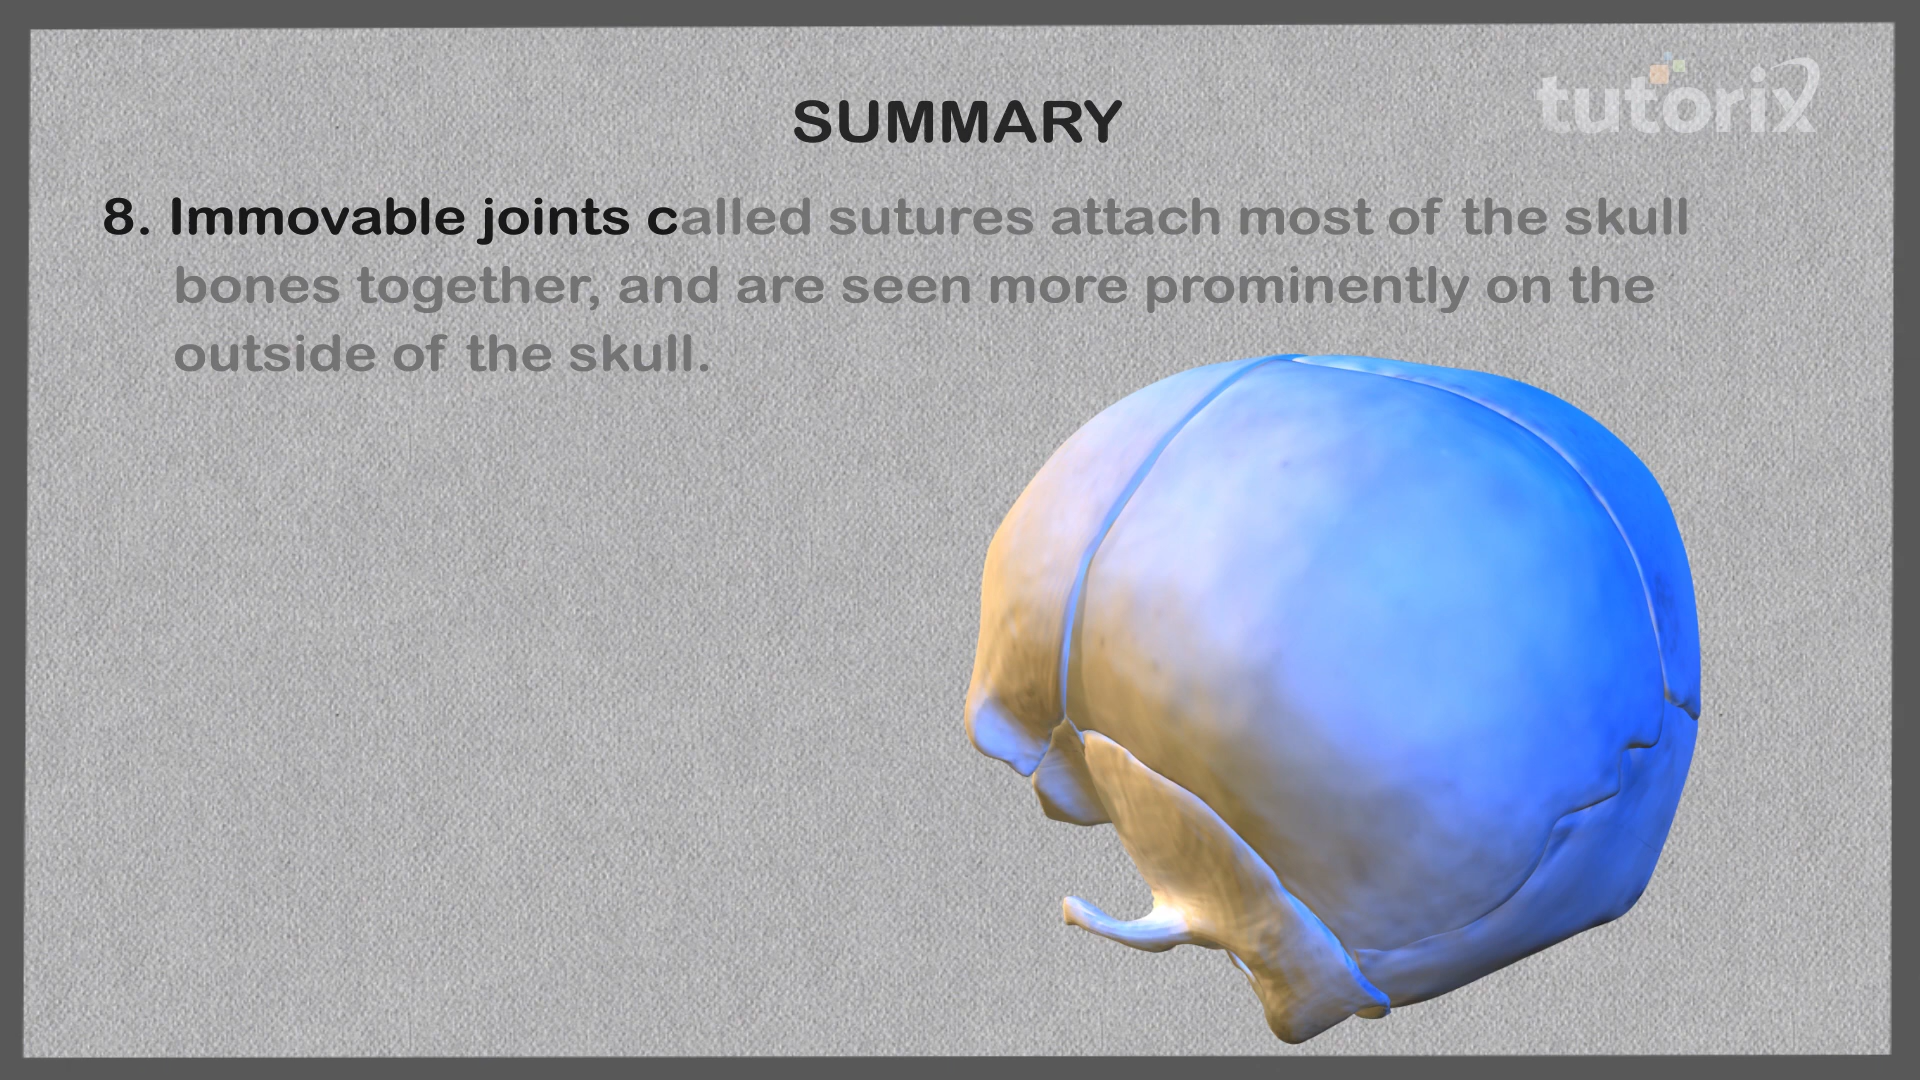 tutorix
SUMMARY
8. Immovable joints called sutures attach most of the skull
bones together, and are seen more prominently on the
outside of the skull.